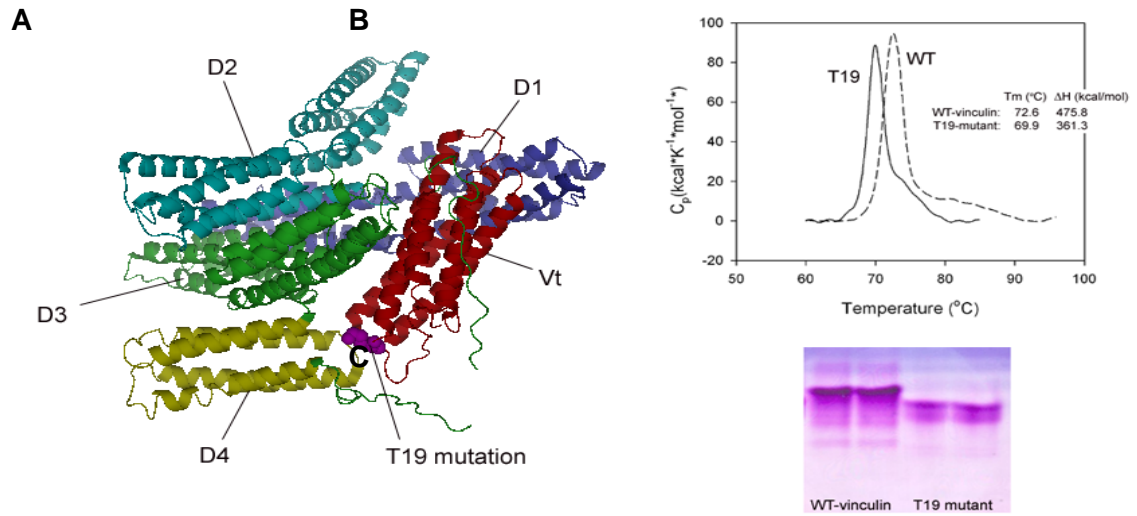 A
B
D2
D1
Vt
D3
C
D4
T19 mutation
100
80
60
40
20
0
-20
Cp(kcal*K-1*mol-1*)
T19
WT
Tm (°C) ΔH (kcal/mol)
WT-vinculin: 72.6 475.8
T19-mutant: 69.9 361.3
50 60 70 80 90 100
Temperature (°C)
WT-vinculin T19 mutant